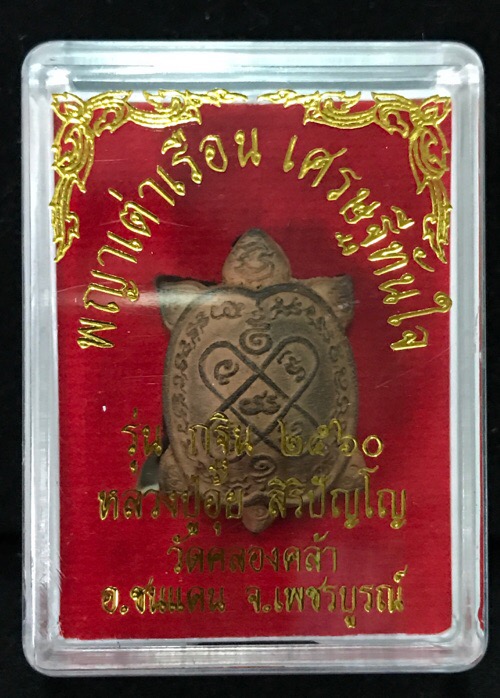 พญาเต่าเรือน เศรษฐีทันใจ
รุ่น กฐิน ๒๕๖๐
หลวงปู่อุ้ย สิริปัญโญ
วัดคลองคล้า
อ.ชนแดน จ.เพชรบูรณ์